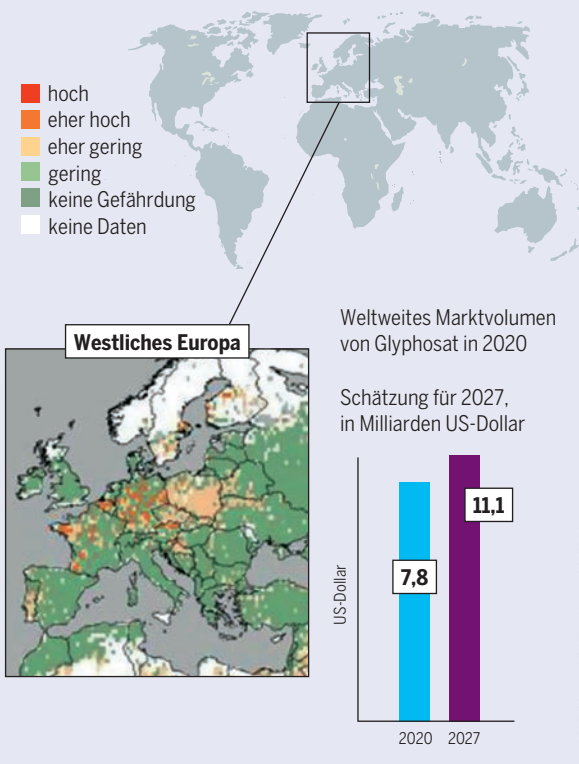 hoch
eher hoch
eher gering
gering
keine Gefährdung
keine Daten
Westliches Europa
Weltweites Marktvolumen
von Glyphosat in 2020
Schätzung für 2027,
in Milliarden US-Dollar
US-Dollar
7,8
11,1
2020 2027